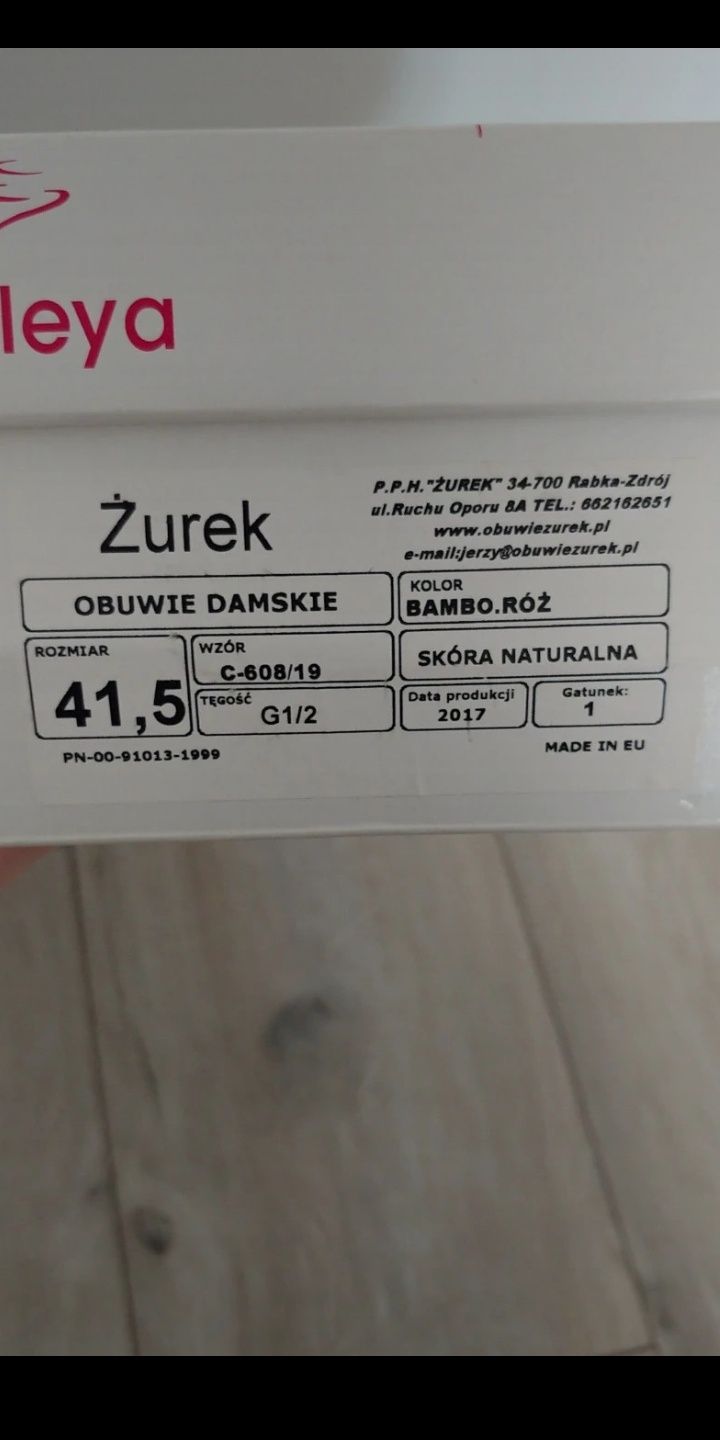 leya
Żurek
P.P.H."ŻUREK" 34-700 Rabka-Zdrój
ul.Ruchu Oporu 8A TEL.: 662162651
www.obuwiezurek.pl
e-mail:jerzy@obuwiezurek.pl
OBUWIE DAMSKIE
KOLOR
BAMBO.RÓŻ
ROZMIAR
41,5
WZÓR
C-608/19
SKÓRA NATURALNA
TĘGOŚĆ
G1/2
Data produkcji
2017
Gatunek:
1
PN-00-91013-1999
MADE IN EU